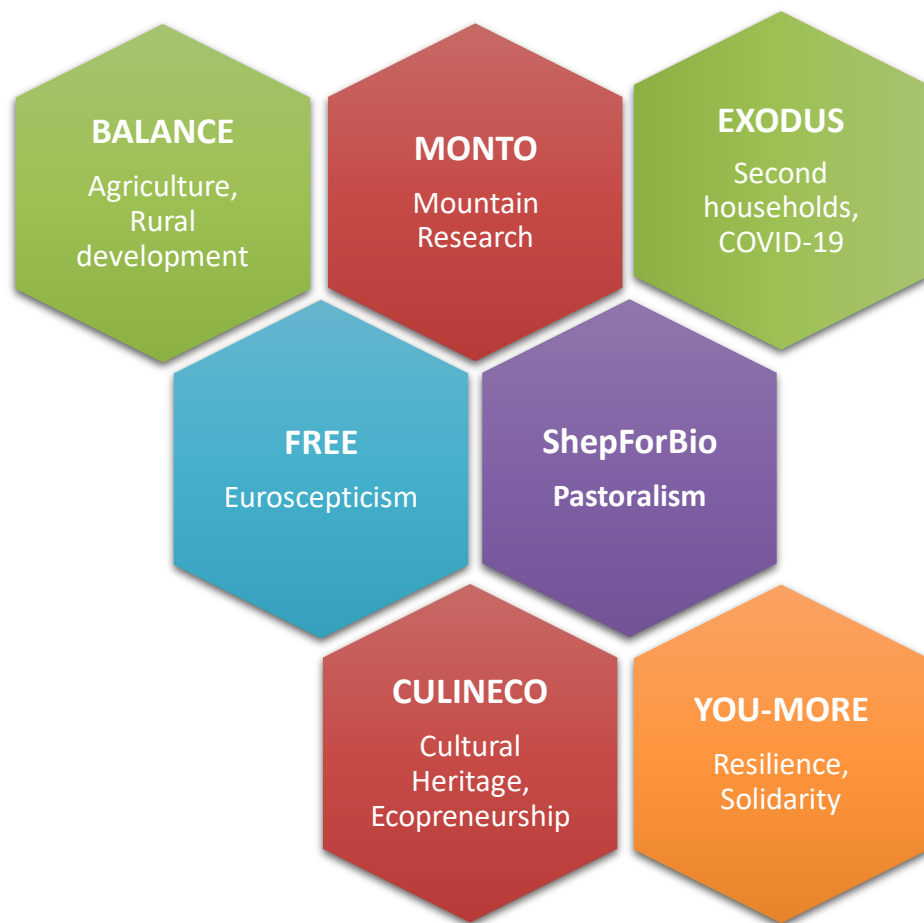 BALANCE
Agriculture,
Rural
development
MONTO
Mountain
Research
EXODUS
Second
households,
COVID-19
FREE
Euroscepticism
ShepForBio
Pastoralism
CULINECO
Cultural
Heritage,
Ecopreneurship
YOU-MORE
Resilience,
Solidarity